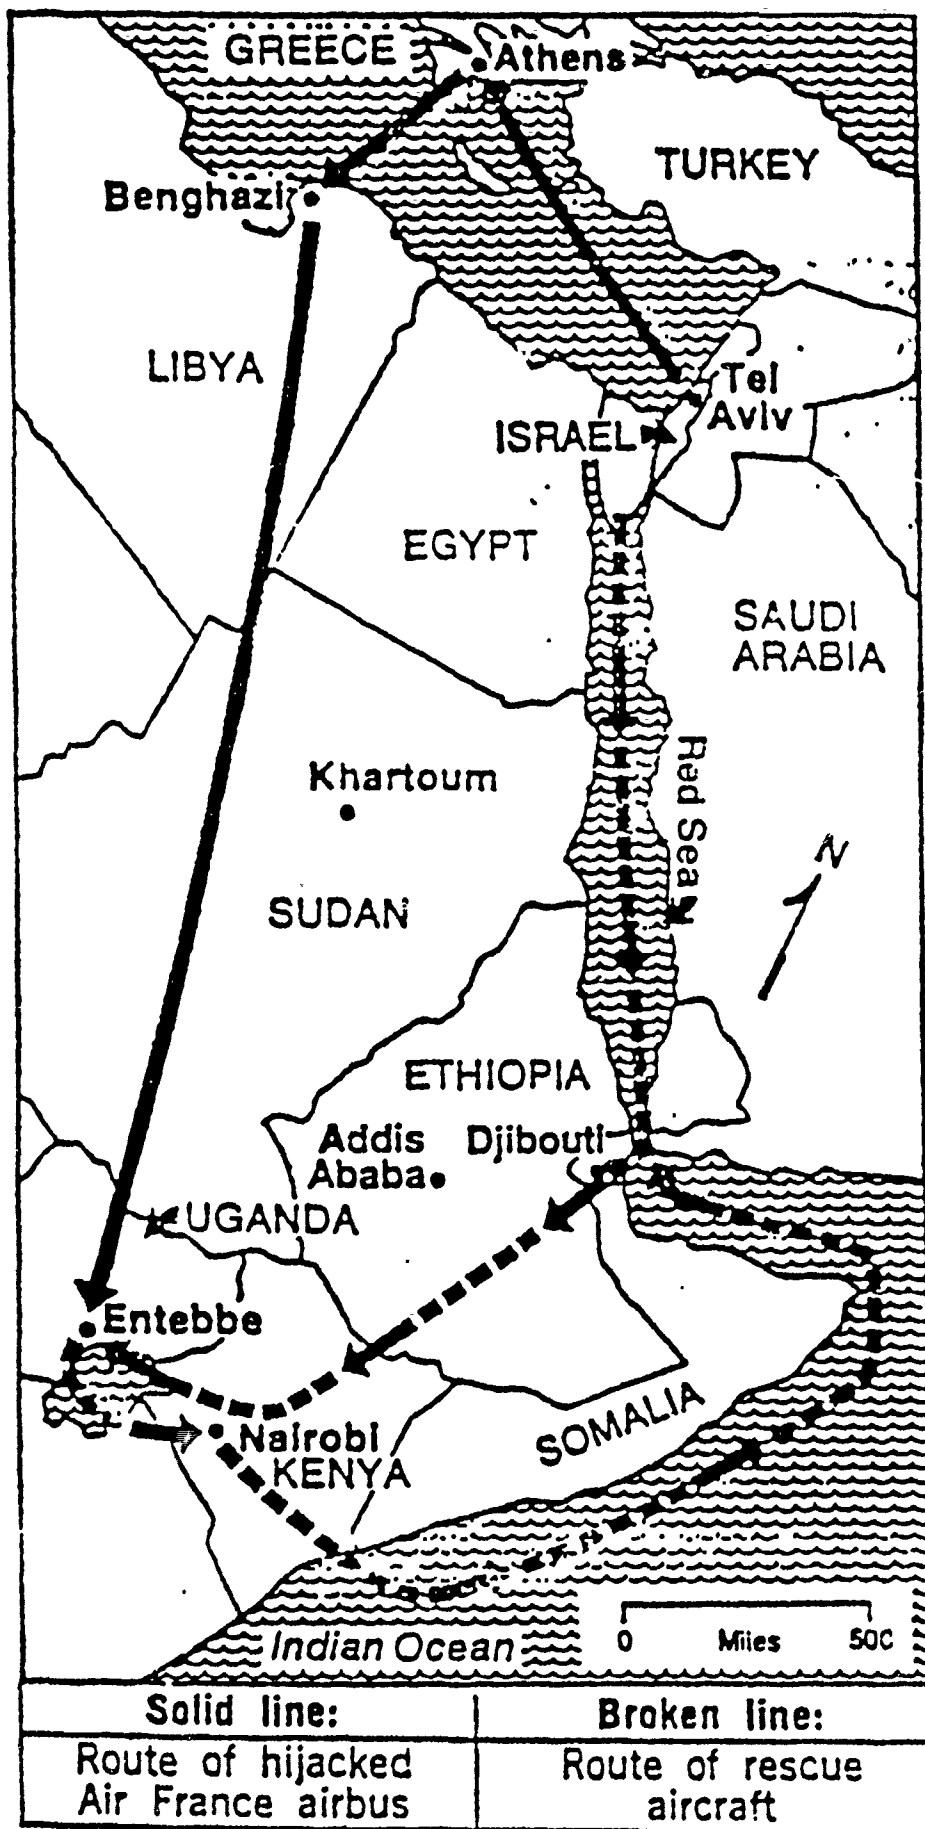 GREECE
Athens
TURKEY
Benghazi
LIBYA
Tel
Aviv
ISRAEL
EGYPT
SAUDI
ARABIA
Khartoum
Red Sea
N
SUDAN
ETHIOPIA
Addis
Ababa
Djibouti
UGANDA
Entebbe
Nairobi
KENYA
SOMALIA
Indian Ocean
0 Miles 500
Solid line:
Route of hijacked
Air France airbus
Broken line:
Route of rescue
aircraft